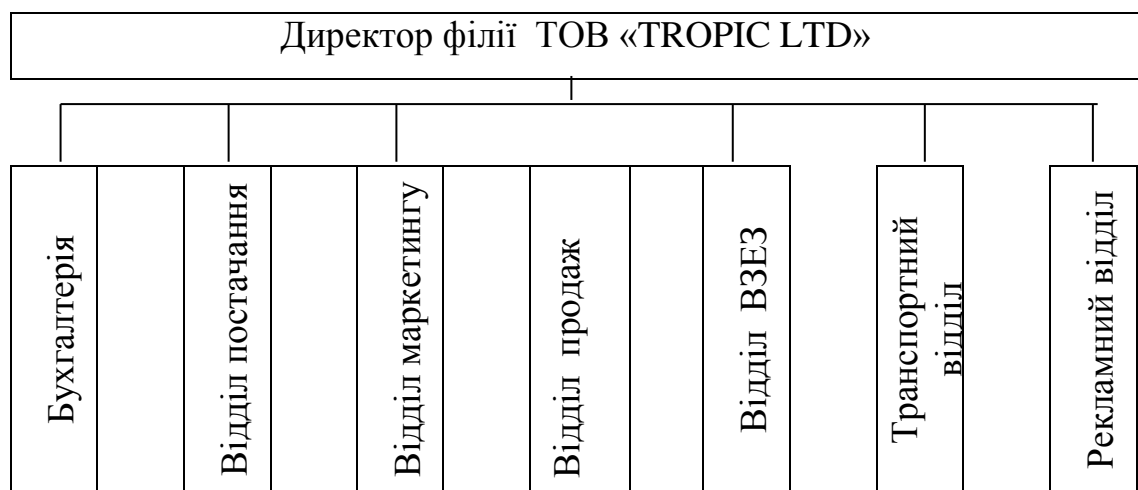 Директор філії ТОВ «TROPIC LTD»
Бухгалтерія
Відділ постачання
Відділ маркетингу
Відділ продаж
Відділ ВЗЕЗ
Транспортний
відділ
Рекламний відділ